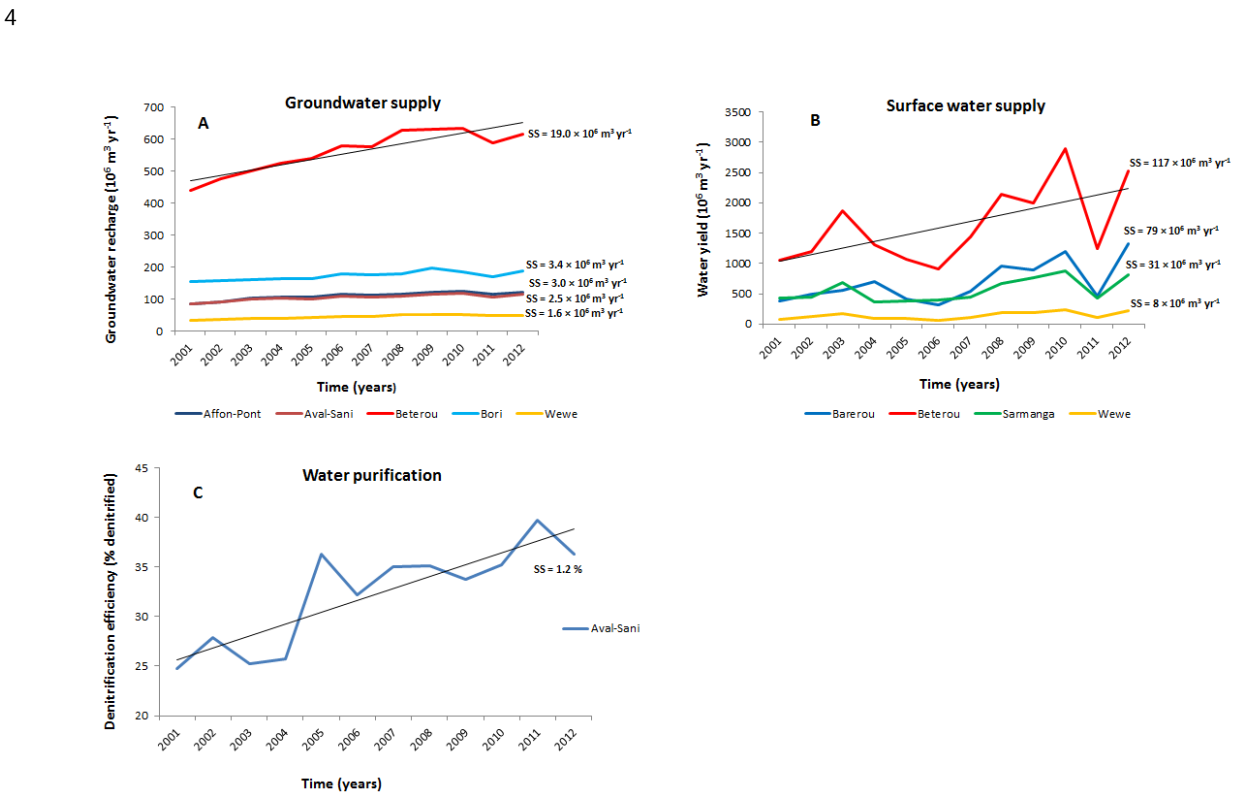 4
Groundwater supply
A
Groundwater recharge (10⁶ m³ yr⁻¹)
700
600
500
400
300
200
100
0
SS = 19.0 × 10⁶ m³ yr⁻¹
SS = 3.4 × 10⁶ m³ yr⁻¹
SS = 3.0 × 10⁶ m³ yr⁻¹
SS = 2.5 × 10⁶ m³ yr⁻¹
SS = 1.6 × 10⁶ m³ yr⁻¹
2001 2002 2003 2004 2005 2006 2007 2008 2009 2010 2011 2012
Time (years)
Affon-Pont Aval-Sani Beterou Bori Wewe
Surface water supply
B
Water yield (10⁶ m³ yr⁻¹)
3500
3000
2500
2000
1500
1000
500
0
SS = 117 × 10⁶ m³ yr⁻¹
SS = 79 × 10⁶ m³ yr⁻¹
SS = 31 × 10⁶ m³ yr⁻¹
SS = 8 × 10⁶ m³ yr⁻¹
2001 2002 2003 2004 2005 2006 2007 2008 2009 2010 2011 2012
Time (years)
Barerou Beterou Sarmanga Wewe
Water purification
C
Denitrification efficiency (% denitrified)
45
40
35
30
25
20
SS = 1.2 %
Aval-Sani
2001 2002 2003 2004 2005 2006 2007 2008 2009 2010 2011 2012
Time (years)